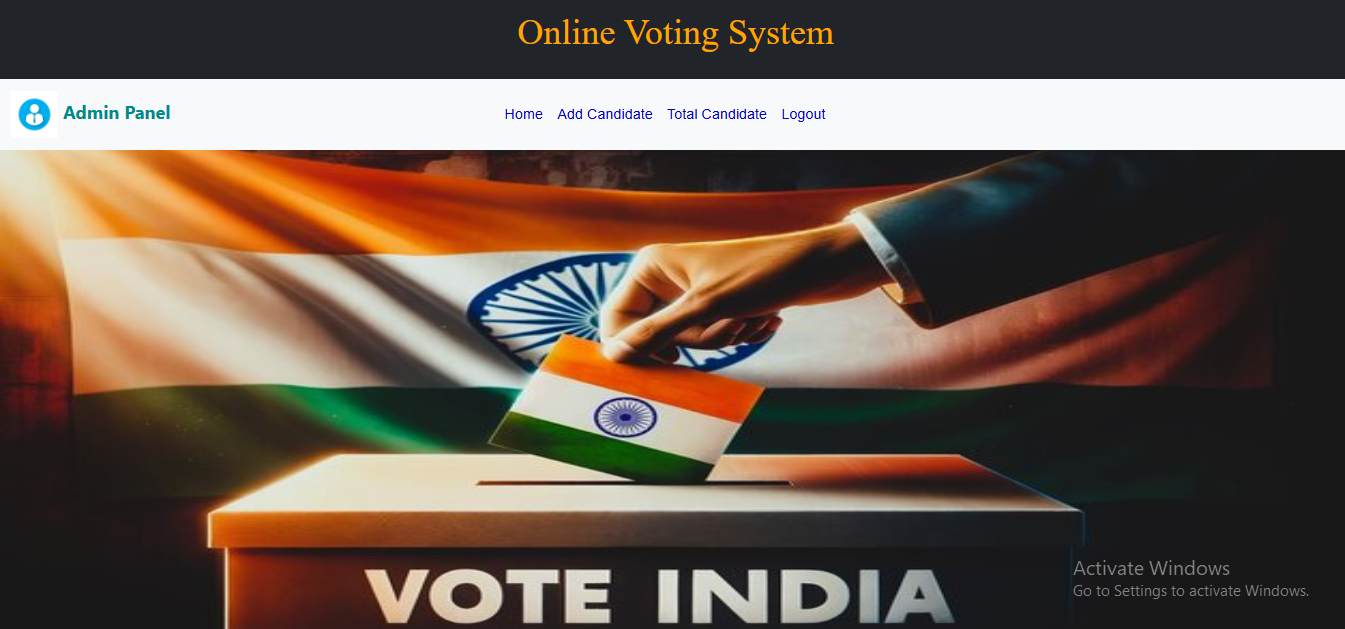 Online Voting System
Admin Panel
Home Add Candidate Total Candidate Logout
VOTE INDIA
Activate Windows
Go to Settings to activate Windows.